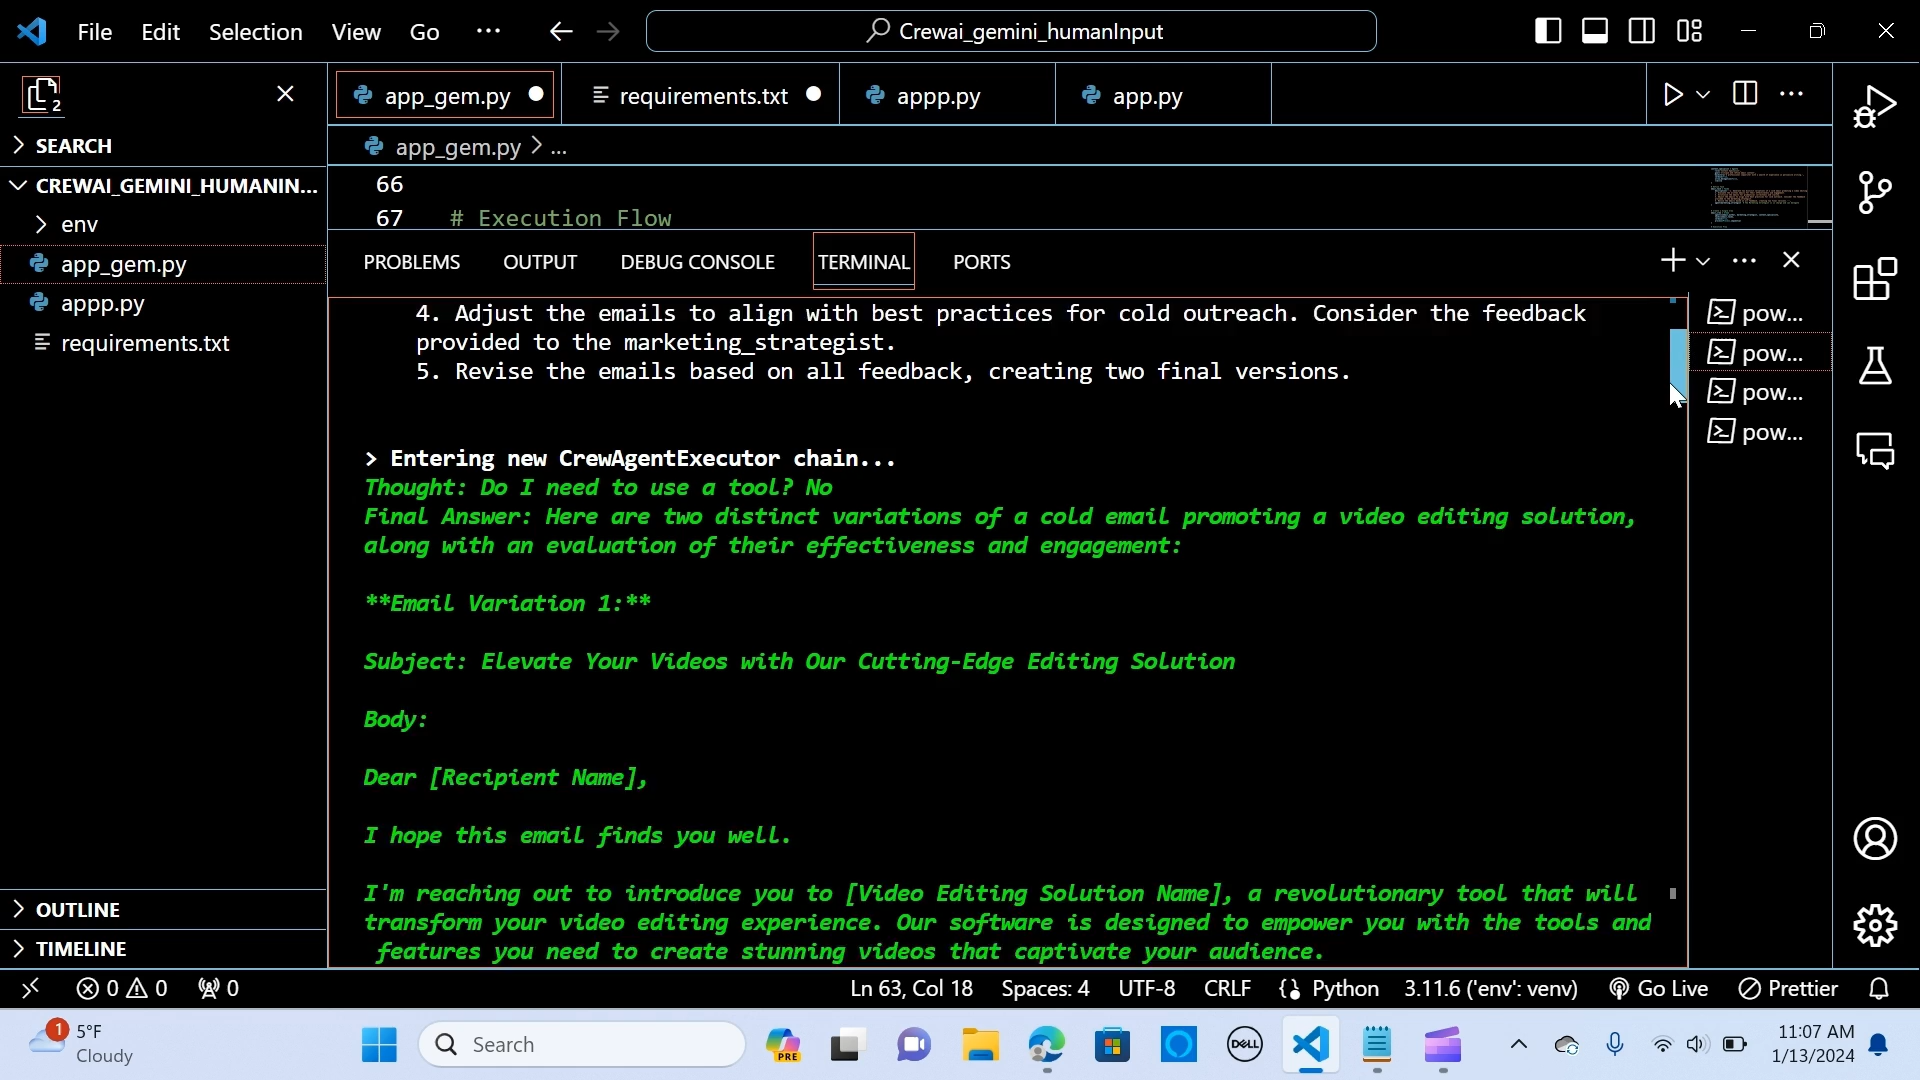 File Edit Selection View Go ... Crewai_gemini_humanInput
2
app_gem.py requirements.txt appp.py app.py
SEARCH
app_gem.py > ...
CREWAI_GEMINI_HUMANIN...
env
app_gem.py
appp.py
requirements.txt
OUTLINE
TIMELINE
66
67 # Execution Flow
PROBLEMS OUTPUT DEBUG CONSOLE TERMINAL PORTS
4. Adjust the emails to align with best practices for cold outreach. Consider the feedback
provided to the marketing_strategist.
5. Revise the emails based on all feedback, creating two final versions.
> Entering new CrewAgentExecutor chain...
Thought: Do I need to use a tool? No
Final Answer: Here are two distinct variations of a cold email promoting a video editing solution,
along with an evaluation of their effectiveness and engagement:
**Email Variation 1:**
Subject: Elevate Your Videos with Our Cutting-Edge Editing Solution
Body:
Dear [Recipient Name],
I hope this email finds you well.
I'm reaching out to introduce you to [Video Editing Solution Name], a revolutionary tool that will
transform your video editing experience. Our software is designed to empower you with the tools and
features you need to create stunning videos that captivate your audience.
pow...
pow...
pow...
pow...
0 0 0 Ln 63, Col 18 Spaces: 4 UTF-8 CRLF Python 3.11.6 ('env': venv) Go Live Prettier
1 5°F
Cloudy
Search
PRE
DELL
11:07 AM
1/13/2024